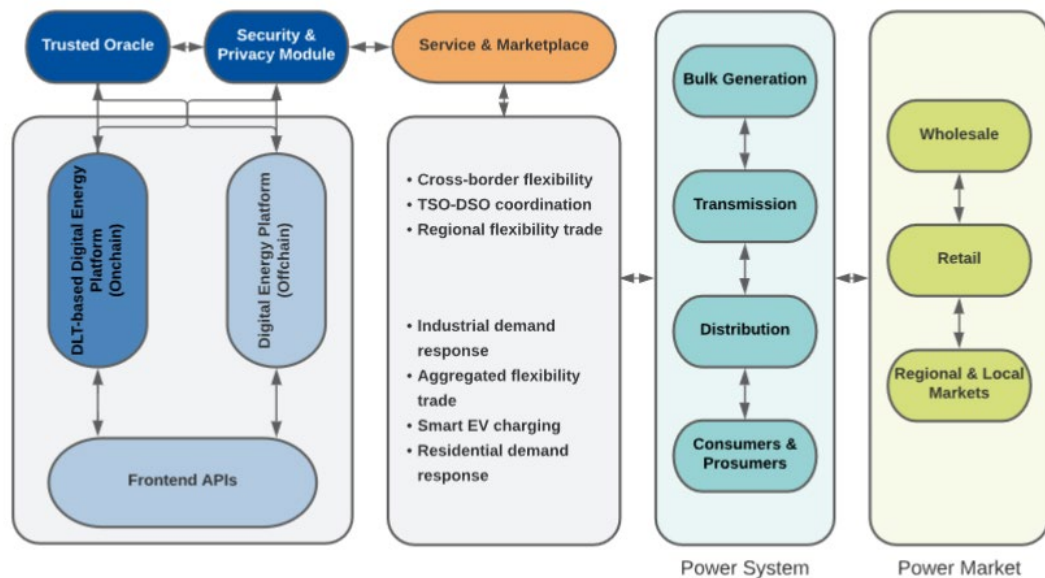 Trusted Oracle
Security &
Privacy Module
Service & Marketplace
DLT-based Digital Energy
Platform
(Onchain)
Digital Energy Platform
(Offchain)
Frontend APIs
• Cross-border flexibility
• TSO-DSO coordination
• Regional flexibility trade
• Industrial demand
response
• Aggregated flexibility
trade
• Smart EV charging
• Residential demand
response
Bulk Generation
Transmission
Distribution
Consumers &
Prosumers
Power System
Wholesale
Retail
Regional & Local
Markets
Power Market